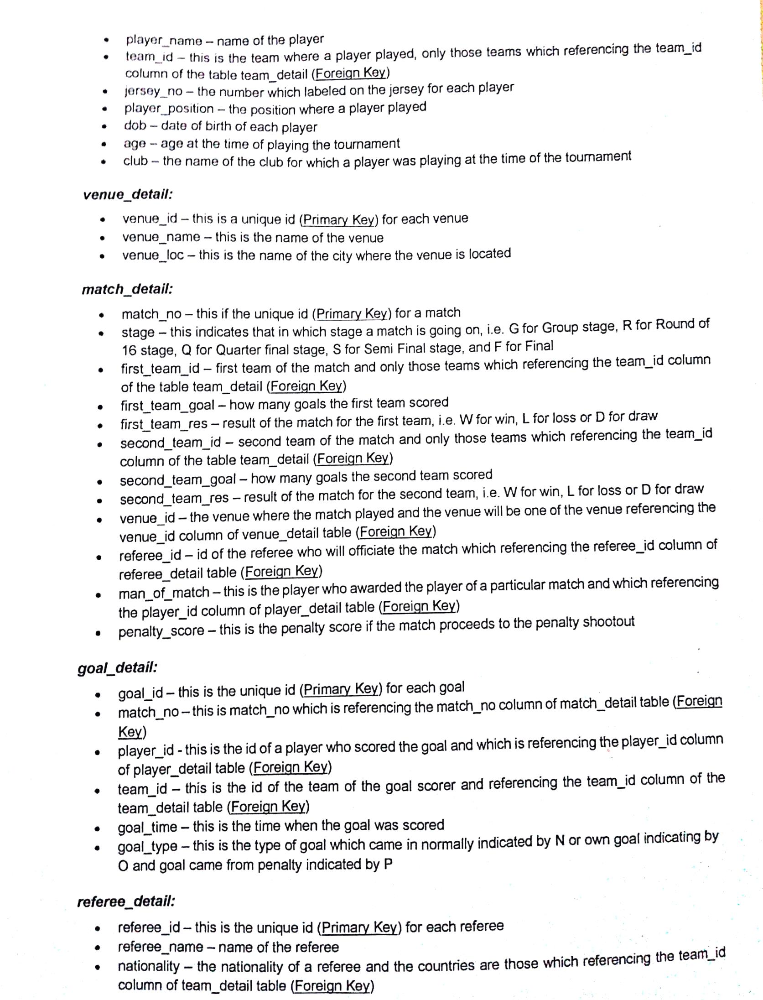 • player_name – name of the player
• team_id – this is the team where a player played, only those teams which referencing the team_id
column of the table team_detail (Foreign Key)
• jersey_no – the number which labeled on the jersey for each player
• player_position – the position where a player played
• dob – date of birth of each player
• age – age at the time of playing the tournament
• club – the name of the club for which a player was playing at the time of the tournament
venue_detail:
• venue_id – this is a unique id (Primary Key) for each venue
• venue_name – this is the name of the venue
• venue_loc – this is the name of the city where the venue is located
match_detail:
• match_no – this if the unique id (Primary Key) for a match
• stage – this indicates that in which stage a match is going on, i.e. G for Group stage, R for Round of
16 stage, Q for Quarter final stage, S for Semi Final stage, and F for Final
• first_team_id – first team of the match and only those teams which referencing the team_id column
of the table team_detail (Foreign Key)
• first_team_goal – how many goals the first team scored
• first_team_res – result of the match for the first team, i.e. W for win, L for loss or D for draw
• second_team_id – second team of the match and only those teams which referencing the team_id
column of the table team_detail (Foreign Key)
• second_team_goal – how many goals the second team scored
• second_team_res – result of the match for the second team, i.e. W for win, L for loss or D for draw
• venue_id – the venue where the match played and the venue will be one of the venue referencing the
venue_id column of venue_detail table (Foreign Key)
• referee_id – id of the referee who will officiate the match which referencing the referee_id column of
referee_detail table (Foreign Key)
• man_of_match – this is the player who awarded the player of a particular match and which referencing
the player_id column of player_detail table (Foreign Key)
• penalty_score – this is the penalty score if the match proceeds to the penalty shootout
goal_detail:
• goal_id – this is the unique id (Primary Key) for each goal
• match_no – this is match_no which is referencing the match_no column of match_detail table (Foreign
Key)
• player_id - this is the id of a player who scored the goal and which is referencing the player_id column
of player_detail table (Foreign Key)
• team_id – this is the id of the team of the goal scorer and referencing the team_id column of the
team_detail table (Foreign Key)
• goal_time – this is the time when the goal was scored
• goal_type – this is the type of goal which came in normally indicated by N or own goal indicating by
O and goal came from penalty indicated by P
referee_detail:
• referee_id – this is the unique id (Primary Key) for each referee
• referee_name – name of the referee
• nationality – the nationality of a referee and the countries are those which referencing the team_id
column of team_detail table (Foreign Key)